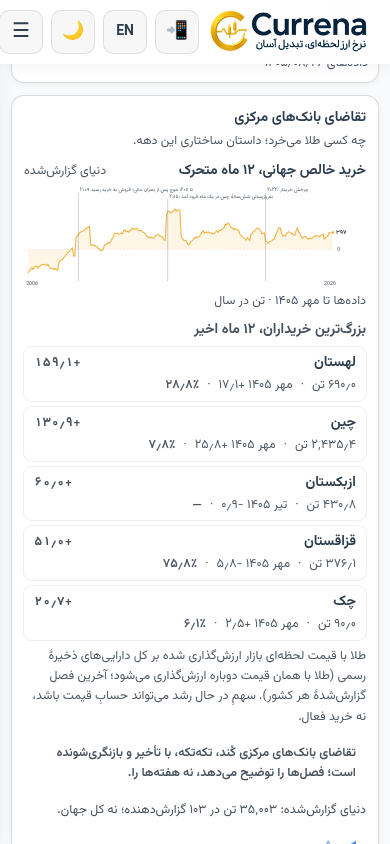 Currena
نرخ ارز لحظه‌ای، تبدیل آسان
EN
تقاضای بانک‌های مرکزی
چه کسی طلا می‌خرد؛ داستان ساختاری این دهه.
خرید خالص جهانی، ۱۲ ماه متحرک
دنیای گزارش‌شده
۳۹۷
0
2006
2026
داده‌ها تا مهر ۱۴۰۵ · تن در سال
بزرگ‌ترین خریداران، ۱۲ ماه اخیر
لهستان
+۱۵۹٫۱
۶۹۰٫۰ تن · مهر ۱۴۰۵ +۱۷٫۱ · ۲۸٫۸٪
چین
+۱۳۰٫۹
۲٬۴۳۵٫۴ تن · مهر ۱۴۰۵ +۲۵٫۸ · ۷٫۸٪
ازبکستان
+۶۰٫۰
۴۳۰٫۸ تن · تیر ۱۴۰۵ -۰٫۹ · —
قزاقستان
+۵۱٫۰
۳۷۶٫۱ تن · مهر ۱۴۰۵ -۵٫۸ · ۷۵٫۸٪
چک
+۲۰٫۷
۹۰٫۰ تن · مهر ۱۴۰۵ +۲٫۵ · ۶٫۱٪
طلا با قیمت لحظه‌ای بازار ارزش‌گذاری شده بر کل دارایی‌های ذخیرهٔ
رسمی (طلا با همان قیمت دوباره ارزش‌گذاری می‌شود؛ آخرین فصل
گزارش‌شدهٔ هر کشور). سهمِ در حال رشد می‌تواند حسابِ قیمت باشد،
نه خرید فعال.
تقاضای بانک‌های مرکزی کُند، تکه‌تکه، با تأخیر و بازنگری‌شونده
است؛ فصل‌ها را توضیح می‌دهد، نه هفته‌ها را.
دنیای گزارش‌شده: ۳۵٬۰۰۳ تن در ۱۰۳ گزارش‌دهنده؛ نه کل جهان.